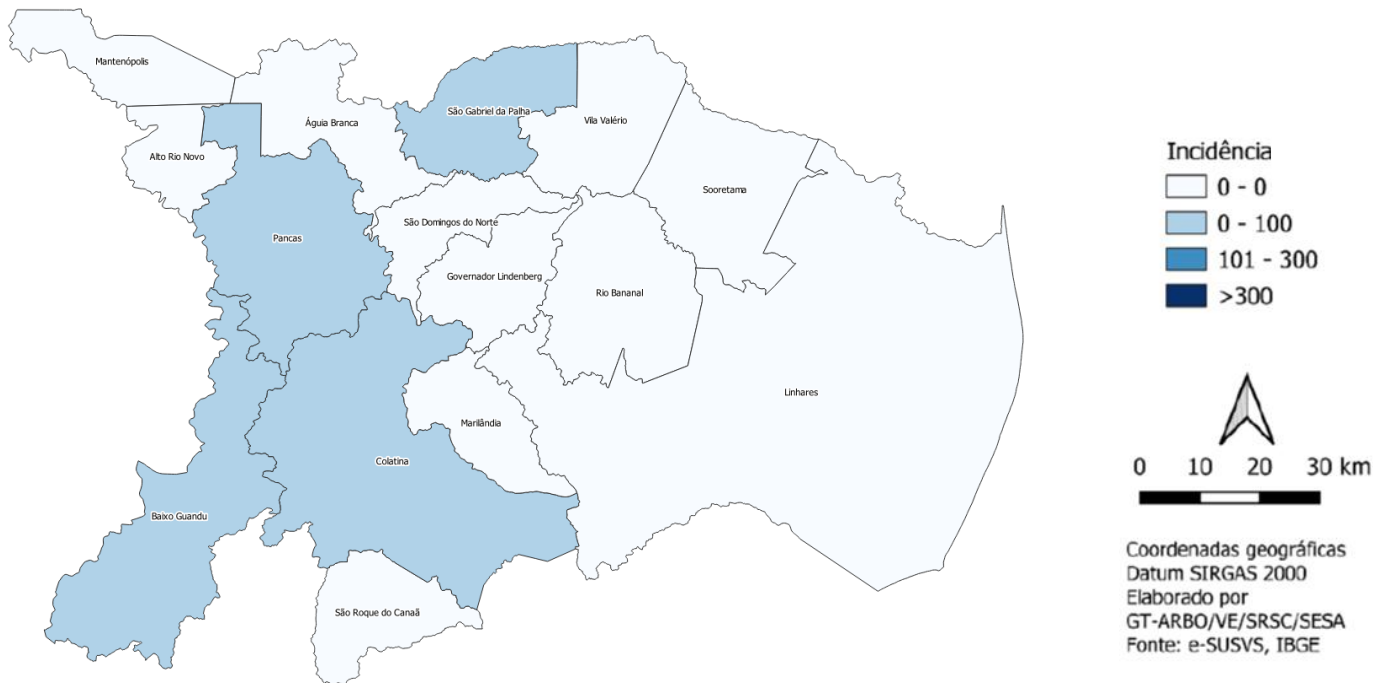 Mantenópolis
São Gabriel da Palha
Águia Branca
Vila Valério
Alto Rio Novo
Sooretama
São Domingos do Norte
Pancas
Governador Lindenberg
Rio Bananal
Linhares
Marilândia
Colatina
Baixo Guandu
São Roque do Canaã
Incidência
0 - 0
0 - 100
101 - 300
>300
0 10 20 30 km
Coordenadas geográficas
Datum SIRGAS 2000
Elaborado por
GT-ARBO/VE/SRSC/SESA
Fonte: e-SUSVS, IBGE